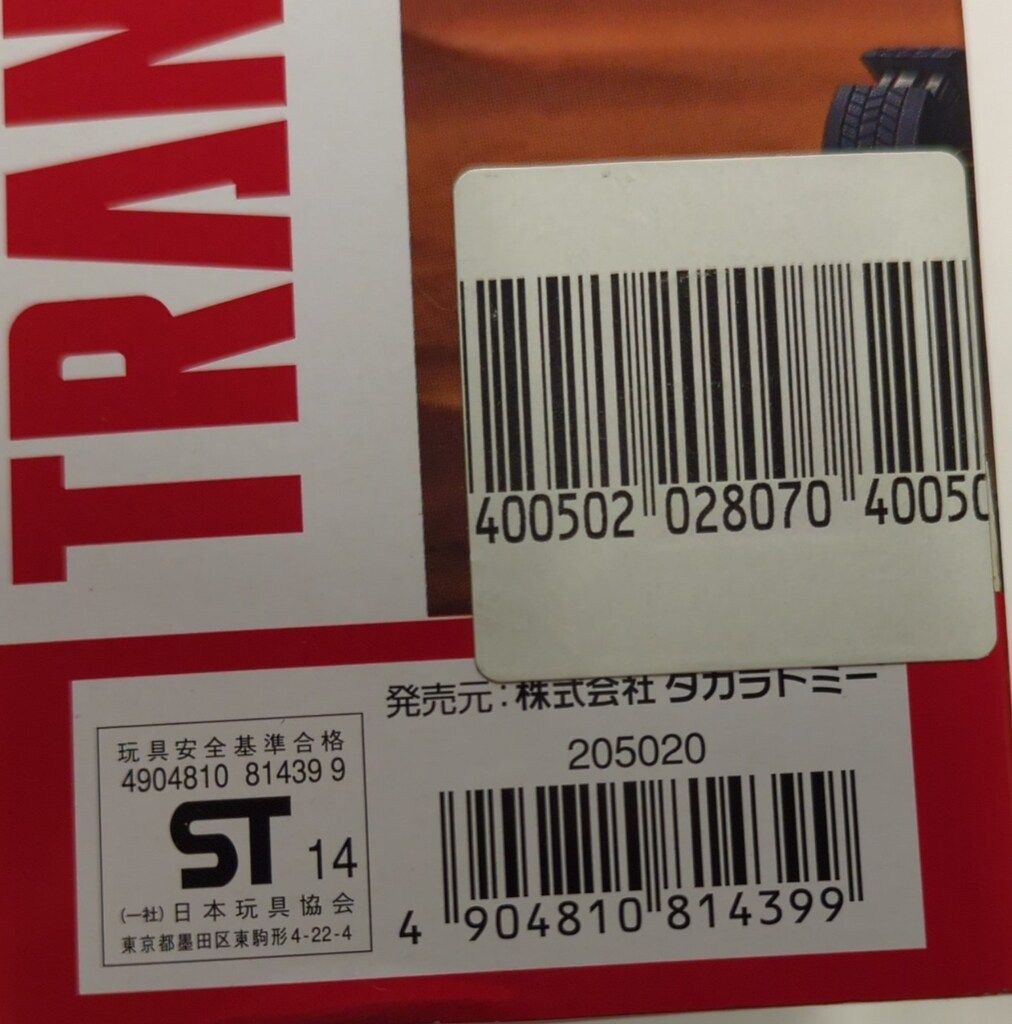 TRAN
400502 028070 40050
発売元:株式会社 タカラトミー
205020
4 904810 814399
玩具安全基準合格
4904810 81439 9
ST 14
(一社)日本玩具協会
東京都墨田区東駒形4-22-4